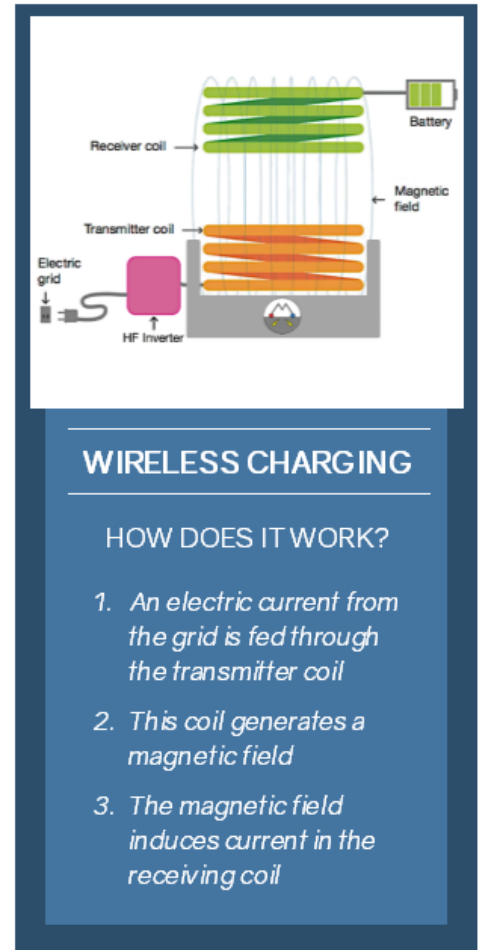 Battery
Receiver coil
Magnetic
field
Transmitter coil
Electric
grid
HF Inverter
WIRELESS CHARGING
HOW DOES IT WORK?
1. An electric current from
the grid is fed through
the transmitter coil
2. This coil generates a
magnetic field
3. The magnetic field
induces current in the
receiving coil